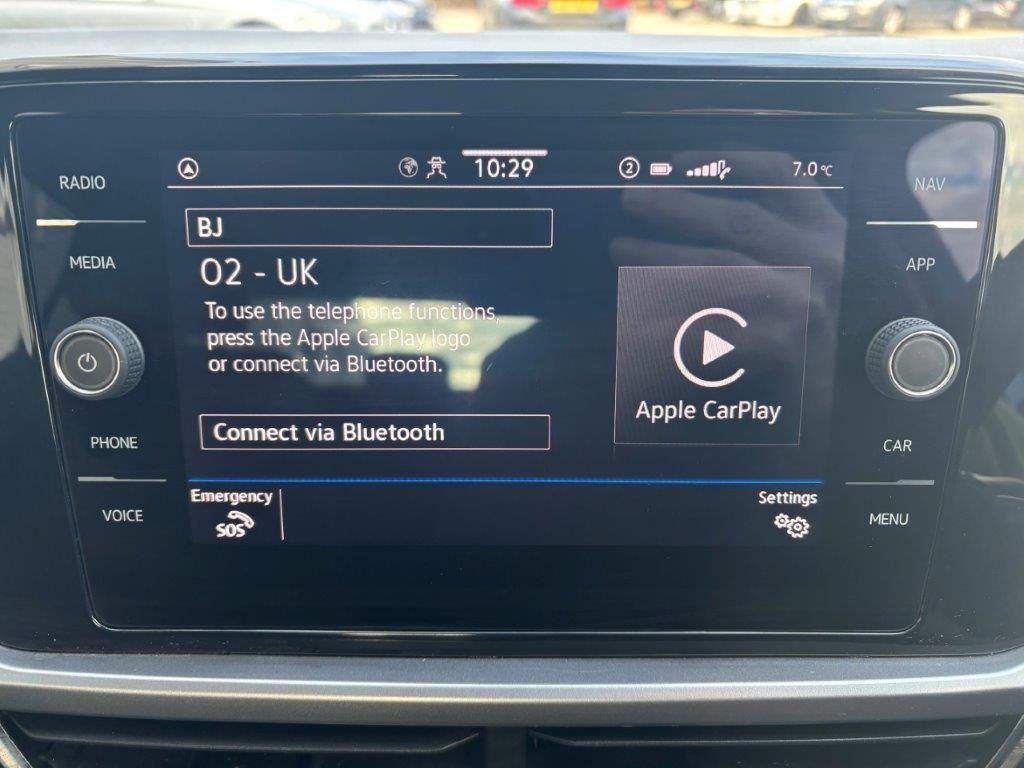 RADIO
MEDIA
PHONE
VOICE
10:29
2
7.0°C
BJ
O2 - UK
To use the telephone functions,
press the Apple CarPlay logo
or connect via Bluetooth.
Connect via Bluetooth
Apple CarPlay
Emergency
SOS
Settings
NAV
APP
CAR
MENU